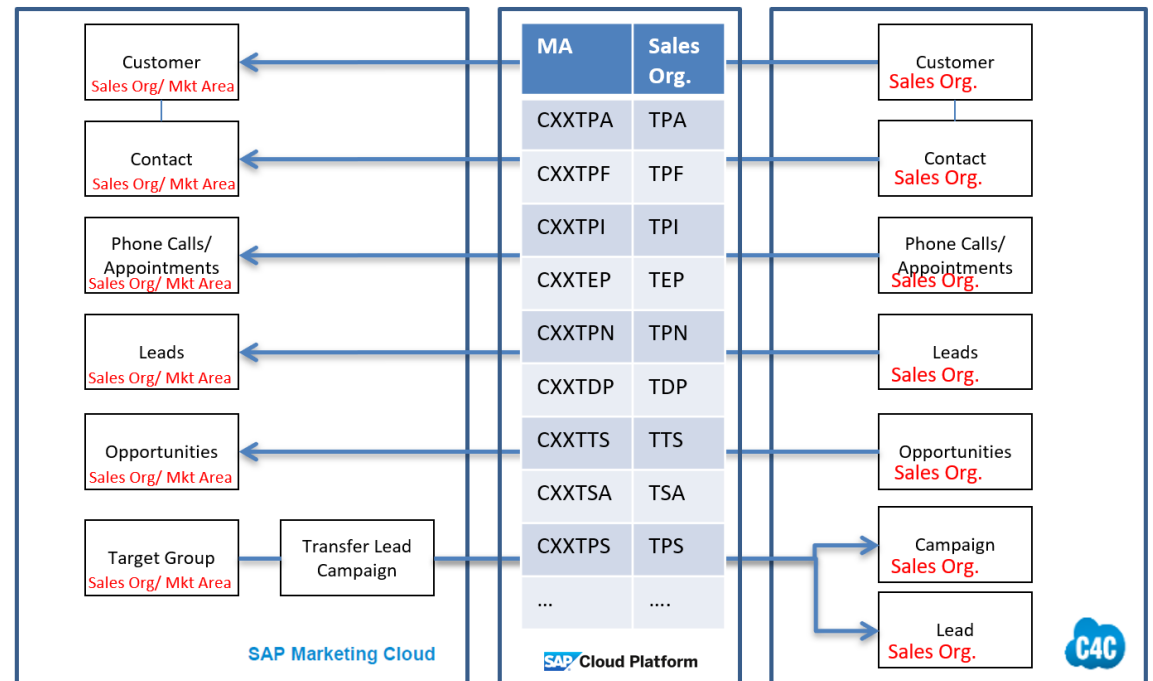 Customer
Sales Org/ Mkt Area
Contact
Sales Org/ Mkt Area
Phone Calls/
Appointments
Sales Org/ Mkt Area
Leads
Sales Org/ Mkt Area
Opportunities
Sales Org/ Mkt Area
Target Group
Sales Org/ Mkt Area
Transfer Lead
Campaign
SAP Marketing Cloud
MA Sales
Org.
CXXTPA TPA
CXXTPF TPF
CXXTPI TPI
CXXTEP TEP
CXXTPN TPN
CXXTDP TDP
CXXTTS TTS
CXXTSA TSA
CXXTPS TPS
... ....
SAP Cloud Platform
Customer
Sales Org.
Contact
Sales Org.
Phone Calls/
Appointments
Sales Org.
Leads
Sales Org.
Opportunities
Sales Org.
Campaign
Sales Org.
Lead
Sales Org.
C4C